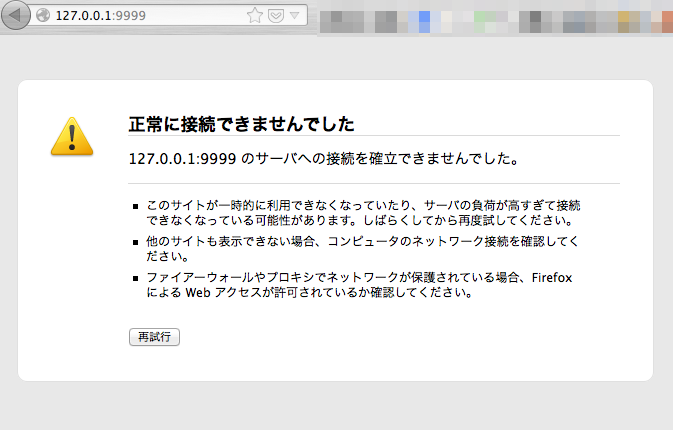 127.0.0.1:9999
正常に接続できませんでした
127.0.0.1:9999 のサーバへの接続を確立できませんでした。
このサイトが一時的に利用できなくなっていたり、サーバの負荷が高すぎて接続
できなくなっている可能性があります。しばらくしてから再度試してください。
他のサイトも表示できない場合、コンピュータのネットワーク接続を確認してく
ださい。
ファイアーウォールやプロキシでネットワークが保護されている場合、Firefox
による Web アクセスが許可されているか確認してください。
再試行